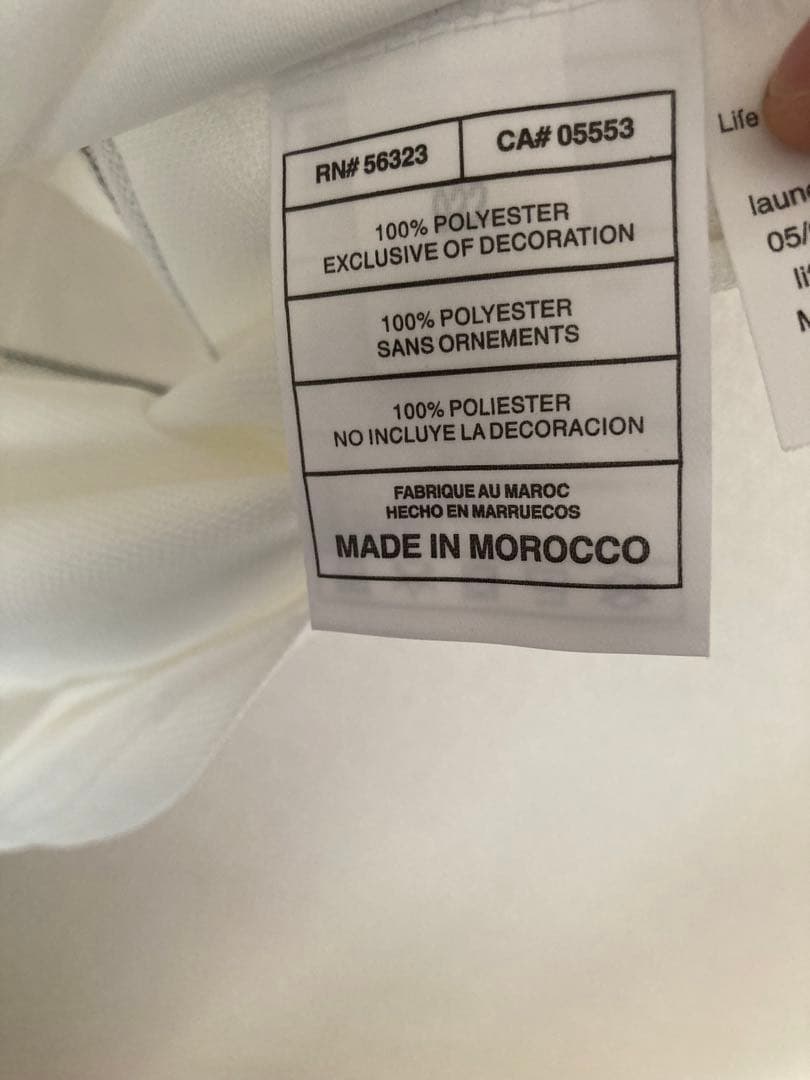 RN# 56323
CA# 05553
100% POLYESTER
EXCLUSIVE OF DECORATION
100% POLYESTER
SANS ORNEMENTS
100% POLIESTER
NO INCLUYE LA DECORACION
FABRIQUE AU MAROC
HECHO EN MARRUECOS
MADE IN MOROCCO
Life
05/